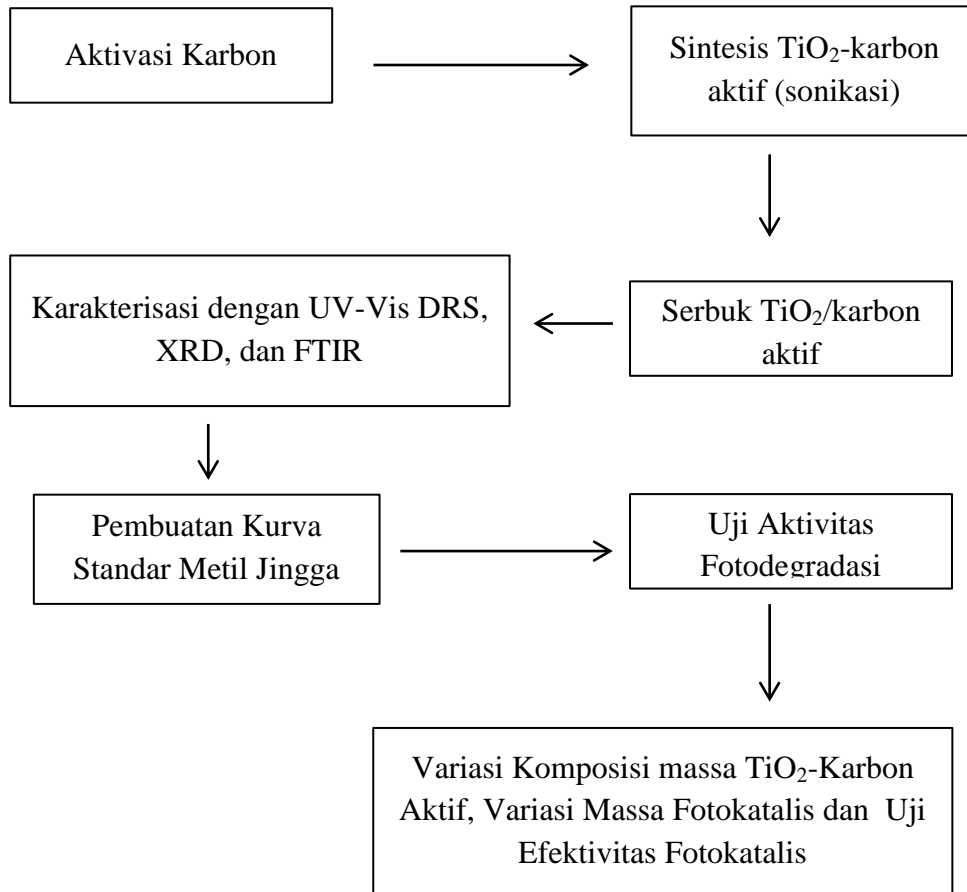 Aktivasi Karbon
Sintesis TiO₂-karbon
aktif (sonikasi)
Karakterisasi dengan UV-Vis DRS,
XRD, dan FTIR
Serbuk TiO₂/karbon
aktif
Pembuatan Kurva
Standar Metil Jingga
Uji Aktivitas
Fotodegradasi
Variasi Komposisi massa TiO₂-Karbon
Aktif, Variasi Massa Fotokatalis dan Uji
Efektivitas Fotokatalis